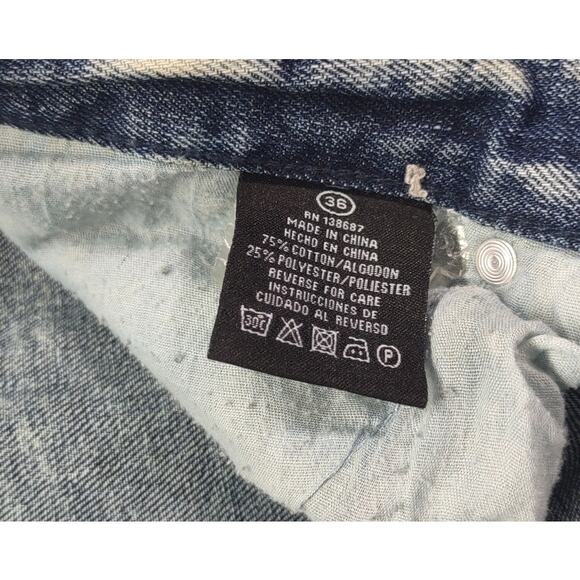 36
RN 138687
MADE IN CHINA
HECHO EN CHINA
75% COTTON/ALGODON
25% POLYESTER/POLIESTER
REVERSE FOR CARE
INSTRUCCIONES DE
CUIDADO AL REVERSO
30C P